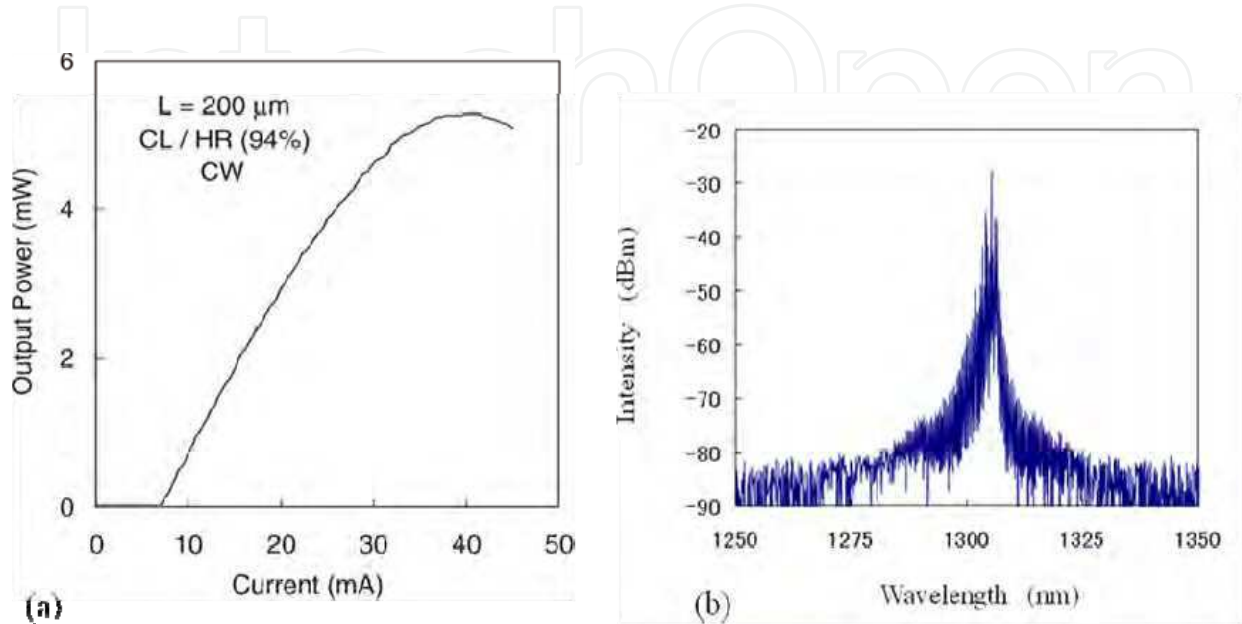 IntechOpen
6
4
2
0
Output Power (mW)
L = 200 μm
CL / HR (94%)
CW
0 10 20 30 40 50
Current (mA)
(a)
-20
-30
-40
-50
-60
-70
-80
-90
Intensity (dBm)
1250 1275 1300 1325 1350
Wavelength (nm)
(b)